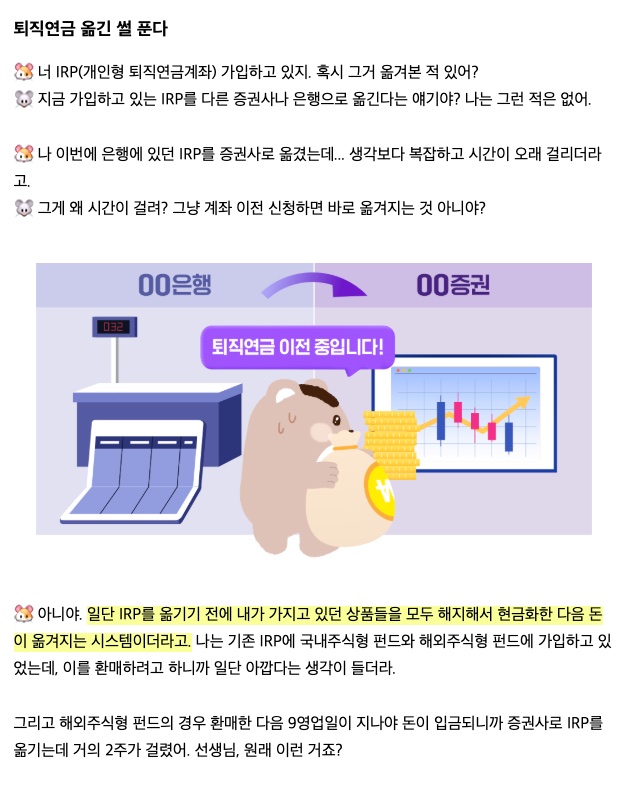 퇴직연금 옮긴 썰 푼다
🐹 너 IRP(개인형 퇴직연금계좌) 가입하고 있지. 혹시 그거 옮겨본 적 있어?
🐭 지금 가입하고 있는 IRP를 다른 증권사나 은행으로 옮긴다는 얘기야? 나는 그런 적은 없어.
🐹 나 이번에 은행에 있던 IRP를 증권사로 옮겼는데... 생각보다 복잡하고 시간이 오래 걸리더라
고.
🐭 그게 왜 시간이 걸려? 그냥 계좌 이전 신청하면 바로 옮겨지는 것 아니야?
OO은행
OO증권
032
퇴직연금 이전 중입니다!
🐹 아니야. 일단 IRP를 옮기기 전에 내가 가지고 있던 상품들을 모두 해지해서 현금화한 다음 돈
이 옮겨지는 시스템이더라고. 나는 기존 IRP에 국내주식형 펀드와 해외주식형 펀드에 가입하고 있
었는데, 이를 환매하려고 하니까 일단 아깝다는 생각이 들더라.
그리고 해외주식형 펀드의 경우 환매한 다음 9영업일이 지나야 돈이 입금되니까 증권사로 IRP를
옮기는데 거의 2주가 걸렸어. 선생님, 원래 이런 거죠?